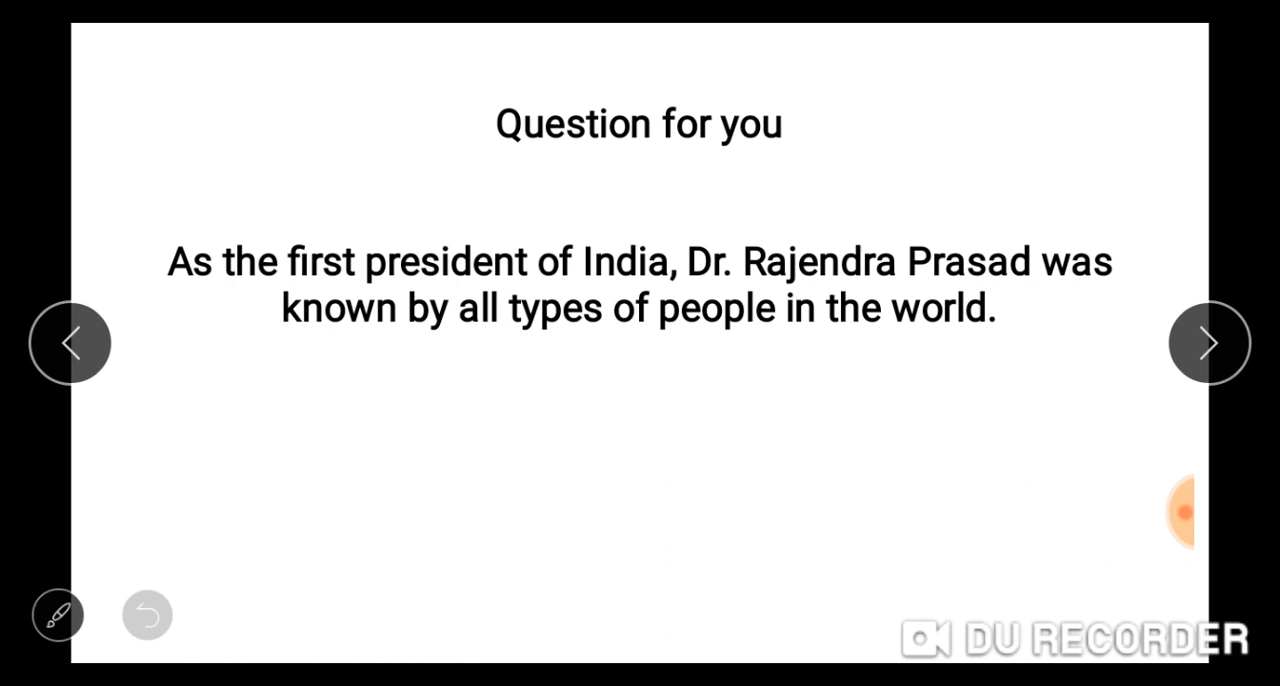 Question for you
As the first president of India, Dr. Rajendra Prasad was
known by all types of people in the world.
DU RECORDER